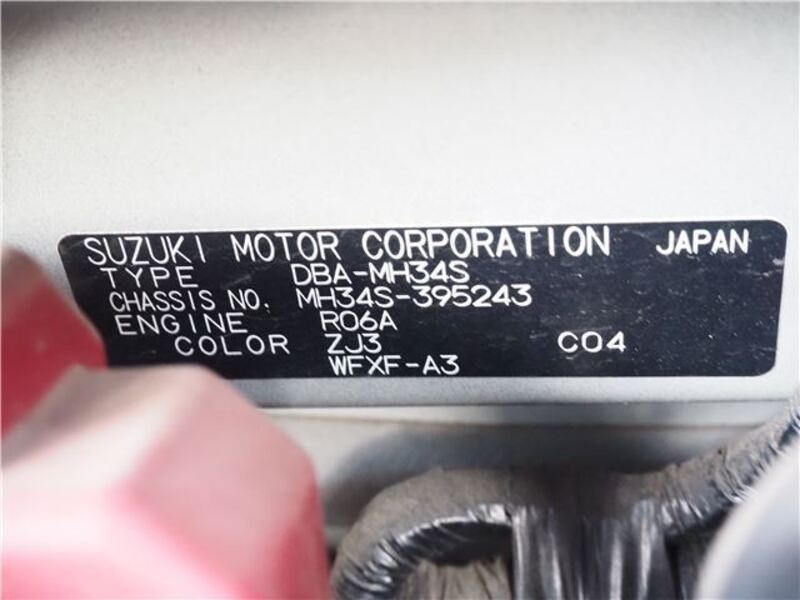 SUZUKI MOTOR CORPORATION JAPAN
TYPE DBA-MH34S
CHASSIS NO. MH34S-395243
ENGINE R06A
COLOR ZJ3 C04
WFXF-A3